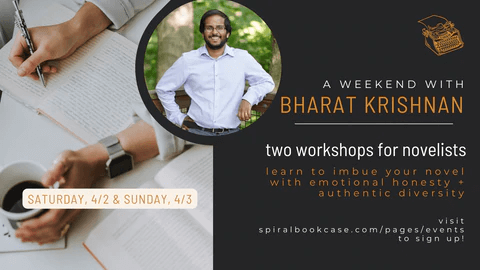 A WEEKEND WITH
BHARAT KRISHNAN
two workshops for novelists
learn to imbue your novel
with emotional honesty +
authentic diversity
SATURDAY, 4/2 & SUNDAY, 4/3
visit
spiralbookcase.com/pages/events
to sign up!